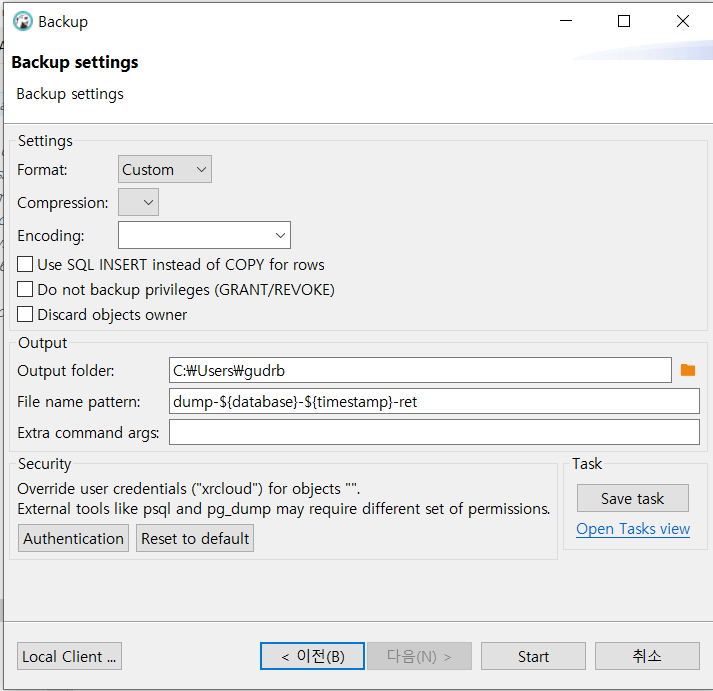 Backup
Backup settings
Backup settings
Settings
Format: Custom
Compression:
Encoding:
Use SQL INSERT instead of COPY for rows
Do not backup privileges (GRANT/REVOKE)
Discard objects owner
Output
Output folder: C:₩Users₩gudrb
File name pattern: dump-${database}-${timestamp}-ret
Extra command args:
Security
Override user credentials ("xrcloud") for objects "".
External tools like psql and pg_dump may require different set of permissions.
Authentication Reset to default
Task
Save task
Open Tasks view
Local Client ... < 이전(B) 다음(N) > Start 취소